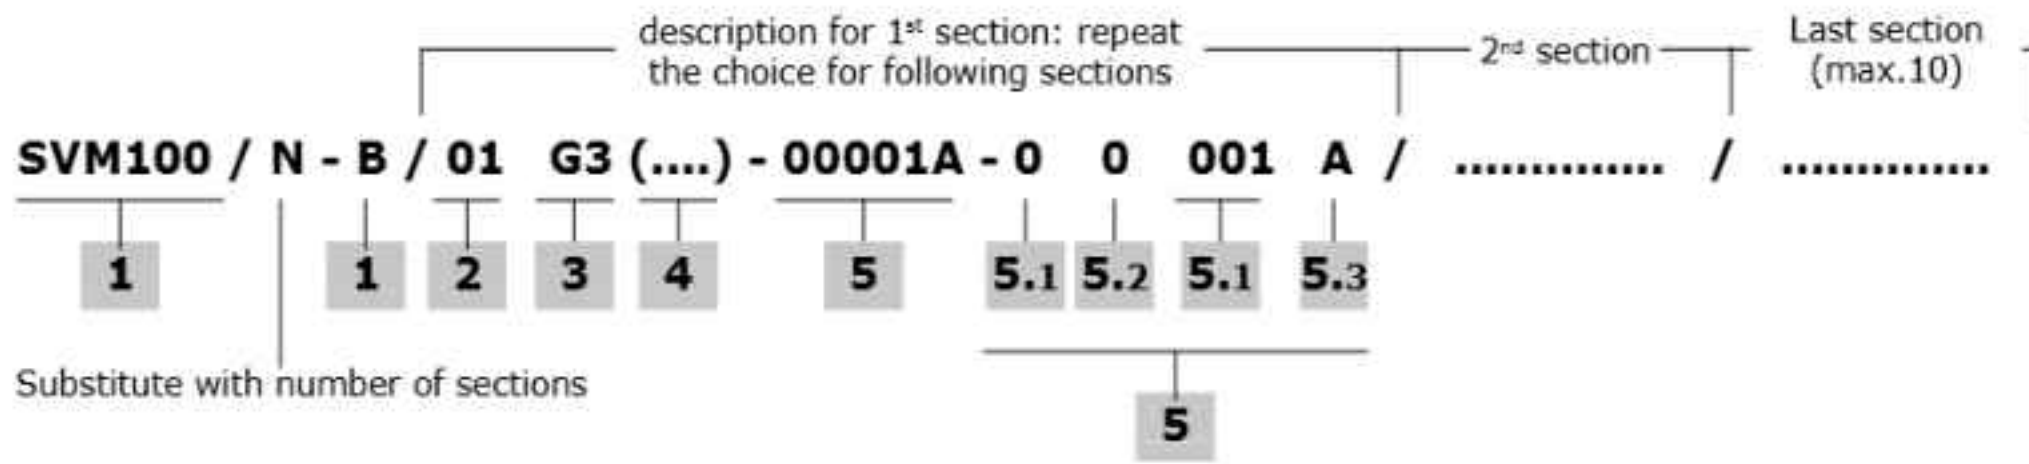 description for 1st section: repeat
the choice for following sections
2nd section
Last section
(max.10)
SVM100 / N - B / 01 G3 (....) - 00001A - 0 0 001 A / .............. / ..............
1 1 2 3 4 5 5.1 5.2 5.1 5.3
Substitute with number of sections
5